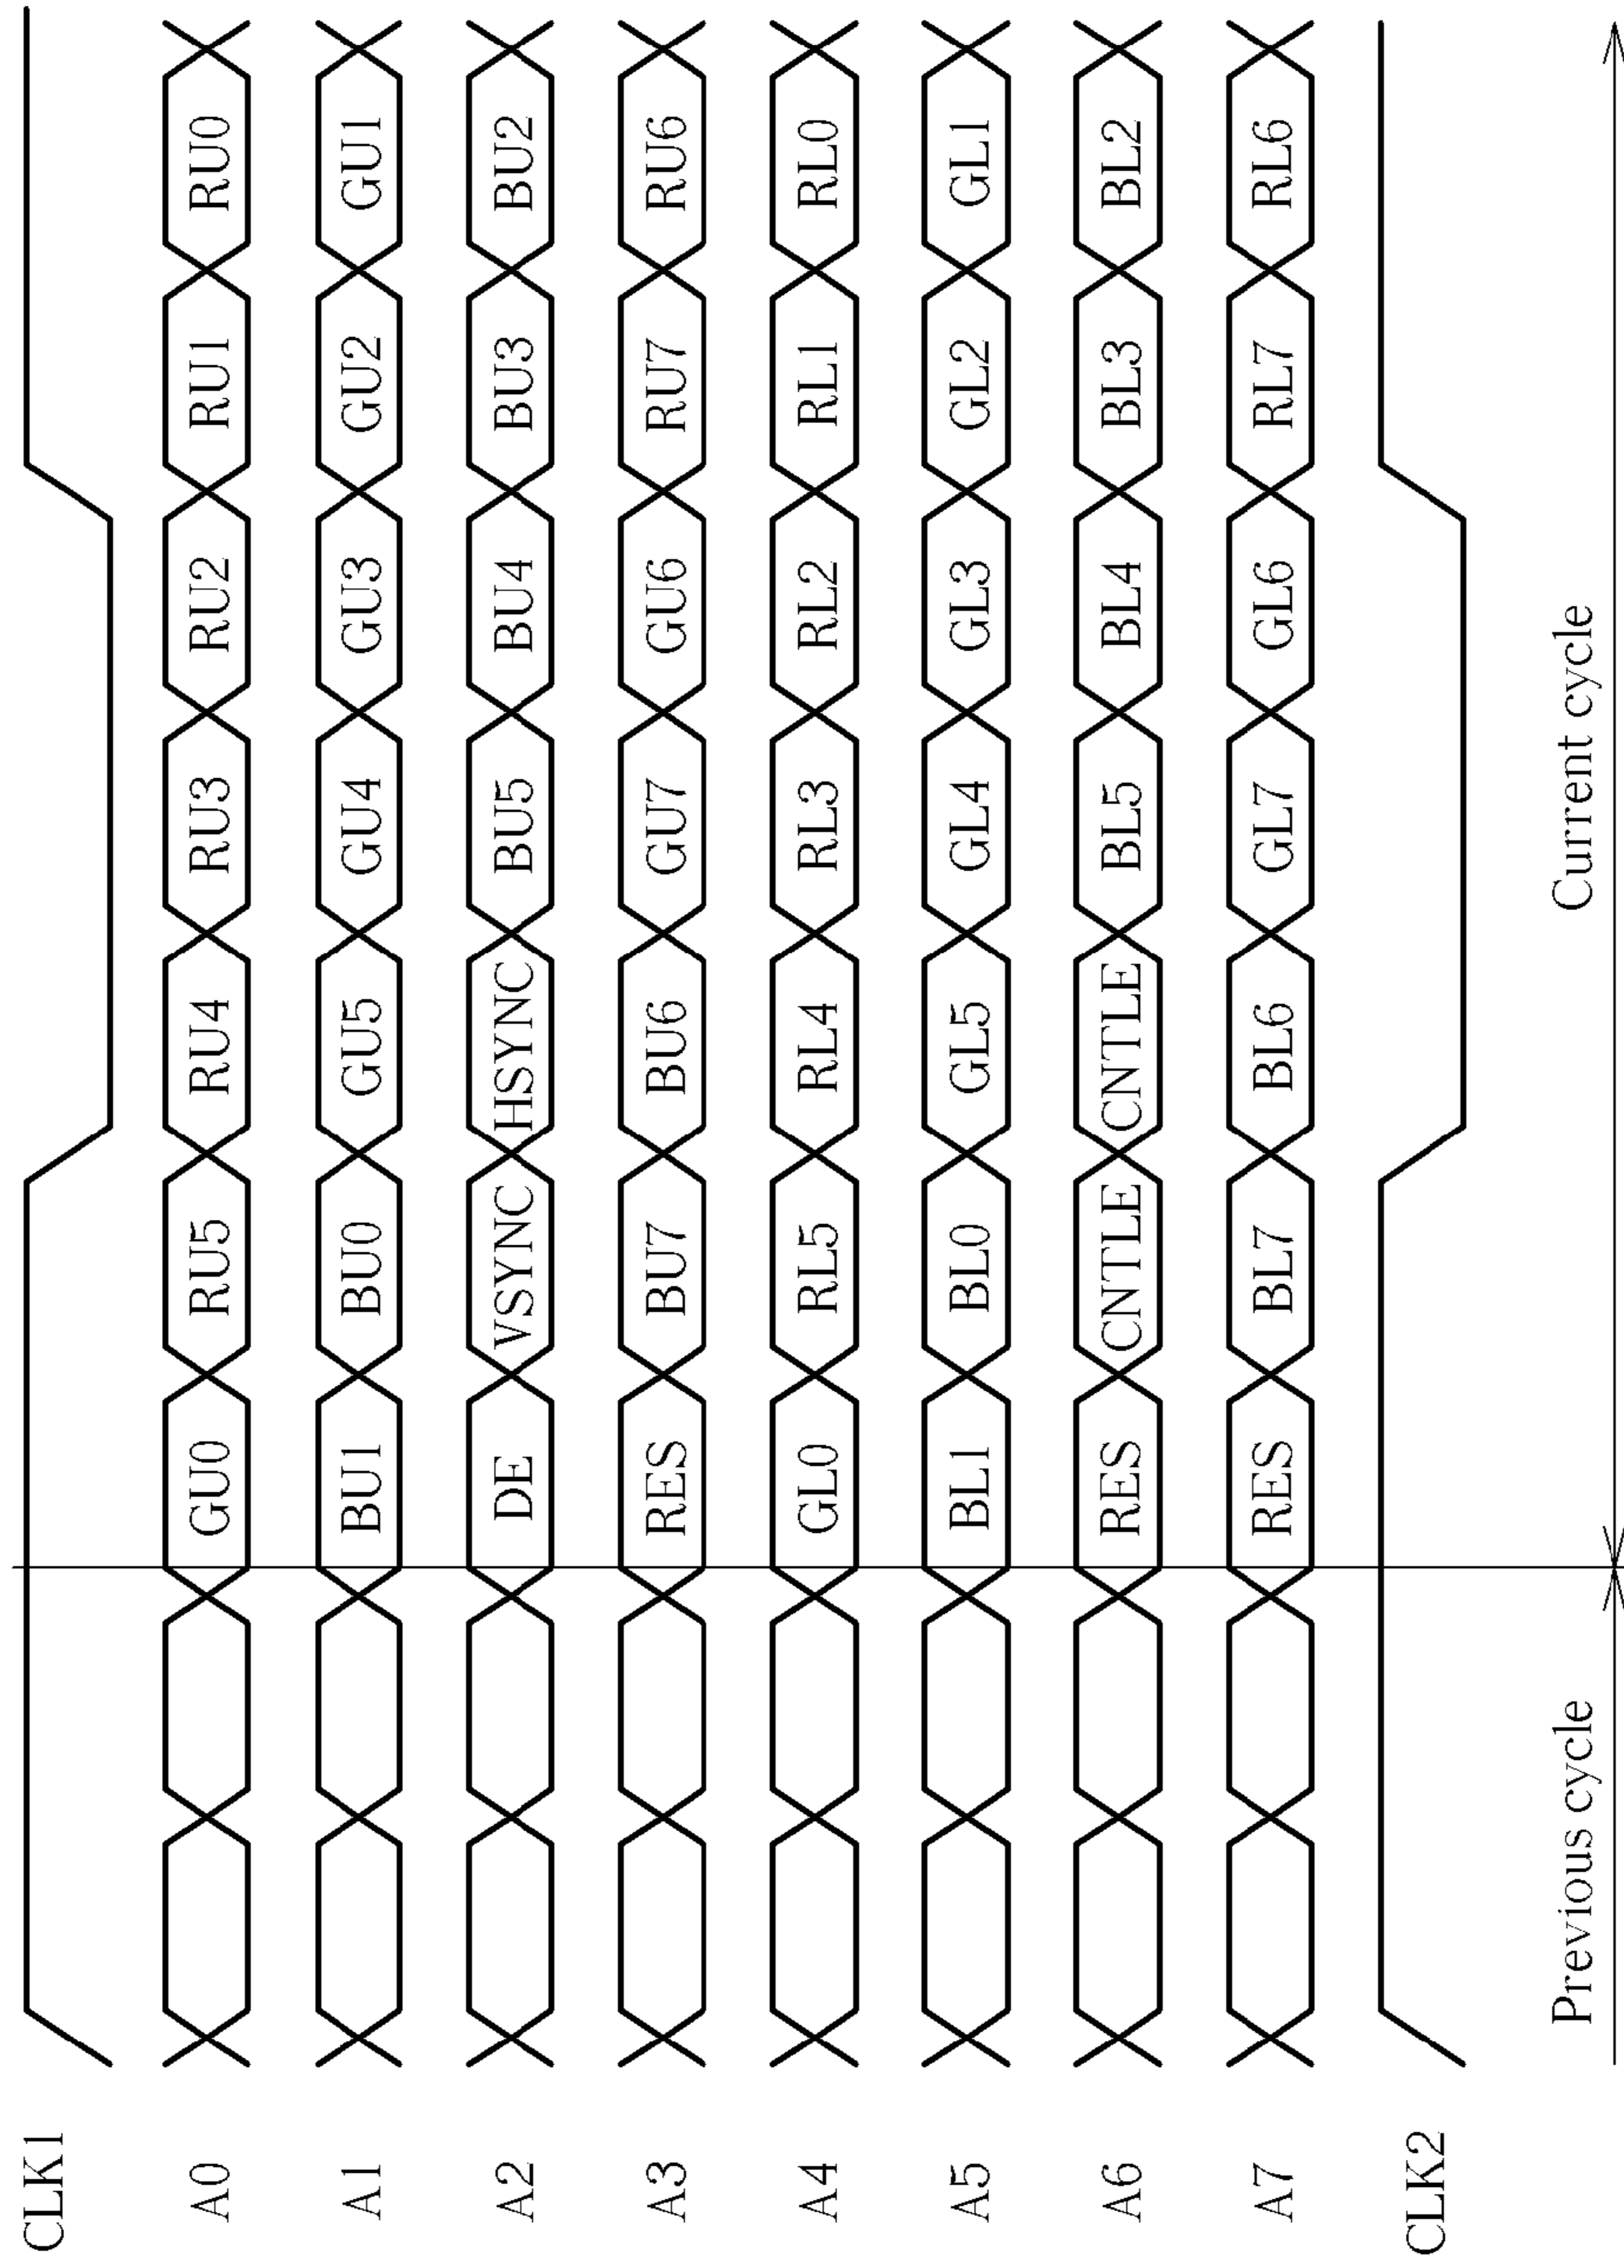 CLK1
A0 GU0 RU5 RU4 RU3 RU2 RU1 RU0
A1 BU1 BU0 GU5 GU4 GU3 GU2 GU1
A2 DE VSYNC HSYNC BU5 BU4 BU3 BU2
A3 RES BU7 BU6 GU7 GU6 RU7 RU6
A4 GL0 RL5 RL4 RL3 RL2 RL1 RL0
A5 BL1 BL0 GL5 GL4 GL3 GL2 GL1
A6 RES CNTLE CNTLE BL5 BL4 BL3 BL2
A7 RES BL7 BL6 GL7 GL6 RL7 RL6
CLK2
Previous cycle Current cycle